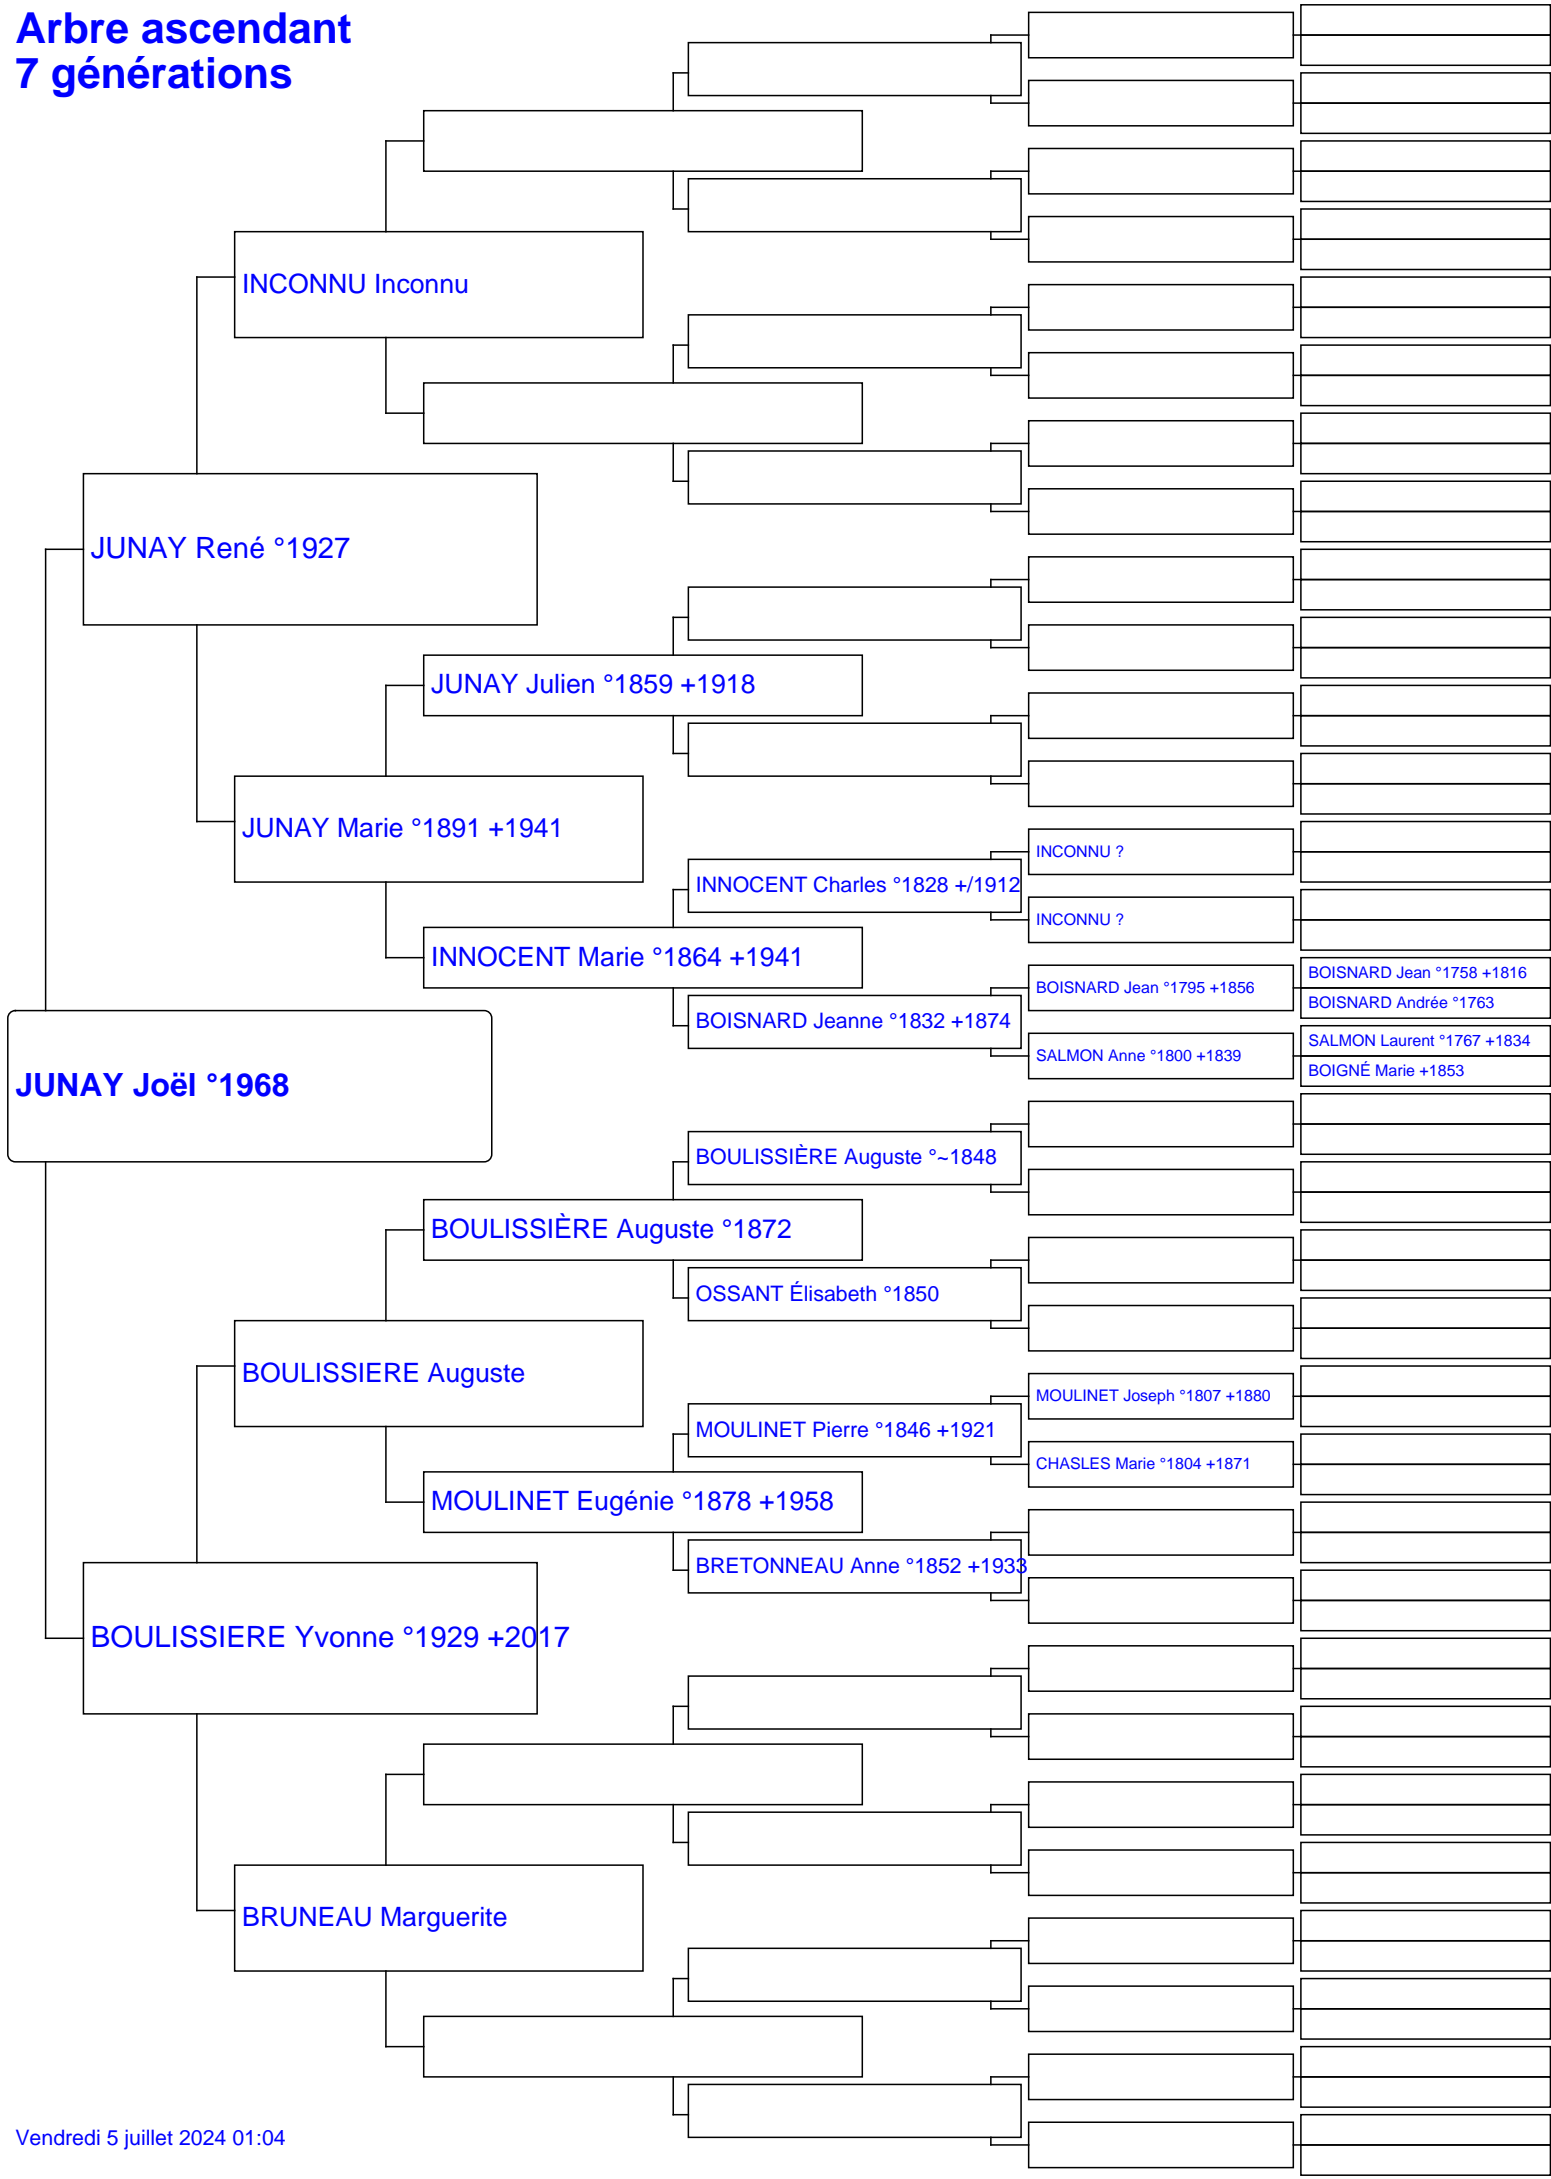 Arbre ascendant
7 générations
INCONNU Inconnu
JUNAY René °1927
JUNAY Julien °1859 +1918
JUNAY Marie °1891 +1941
INCONNU ?
INNOCENT Charles °1828 +/1912
INCONNU ?
INNOCENT Marie °1864 +1941
BOISNARD Jean °1758 +1816
BOISNARD Jean °1795 +1856
BOISNARD Andrée °1763
BOISNARD Jeanne °1832 +1874
SALMON Laurent °1767 +1834
SALMON Anne °1800 +1839
BOIGNÉ Marie +1853
JUNAY Joël °1968
BOULISSIÈRE Auguste °~1848
BOULISSIÈRE Auguste °1872
OSSANT Élisabeth °1850
BOULISSIERE Auguste
MOULINET Joseph °1807 +1880
MOULINET Pierre °1846 +1921
CHASLES Marie °1804 +1871
MOULINET Eugénie °1878 +1958
BRETONNEAU Anne °1852 +1933
BOULISSIERE Yvonne °1929 +2017
BRUNEAU Marguerite
Vendredi 5 juillet 2024 01:04